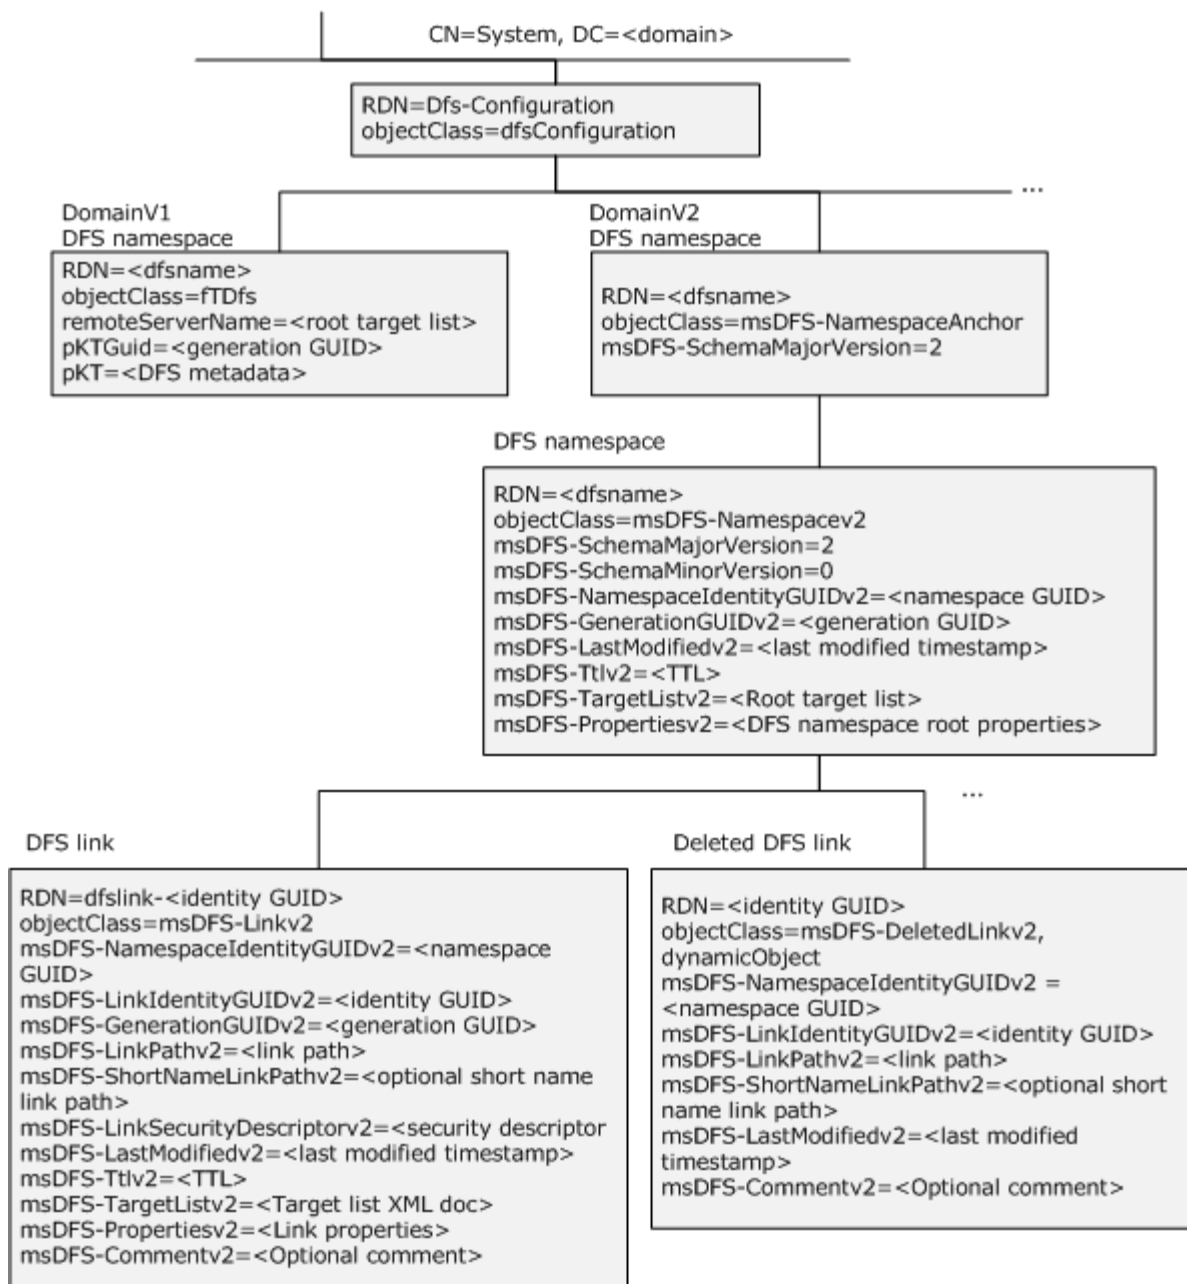 CN=System, DC=<domain>
RDN=Dfs-Configuration
objectClass=dfsConfiguration
...
DomainV1
DFS namespace
RDN=<dfsname>
objectClass=fTDfs
remoteServerName=<root target list>
pKTGuid=<generation GUID>
pKT=<DFS metadata>
DomainV2
DFS namespace
RDN=<dfsname>
objectClass=msDFS-NamespaceAnchor
msDFS-SchemaMajorVersion=2
DFS namespace
RDN=<dfsname>
objectClass=msDFS-Namespacev2
msDFS-SchemaMajorVersion=2
msDFS-SchemaMinorVersion=0
msDFS-NamespaceIdentityGUIDv2=<namespace GUID>
msDFS-GenerationGUIDv2=<generation GUID>
msDFS-LastModifiedv2=<last modified timestamp>
msDFS-Ttlv2=<TTL>
msDFS-TargetListv2=<Root target list>
msDFS-Propertiesv2=<DFS namespace root properties>
...
DFS link
RDN=dfslink-<identity GUID>
objectClass=msDFS-Linkv2
msDFS-NamespaceIdentityGUIDv2=<namespace
GUID>
msDFS-LinkIdentityGUIDv2=<identity GUID>
msDFS-GenerationGUIDv2=<generation GUID>
msDFS-LinkPathv2=<link path>
msDFS-ShortNameLinkPathv2=<optional short name
link path>
msDFS-LinkSecurityDescriptorv2=<security descriptor
msDFS-LastModifiedv2=<last modified timestamp>
msDFS-Ttlv2=<TTL>
msDFS-TargetListv2=<Target list XML doc>
msDFS-Propertiesv2=<Link properties>
msDFS-Commentv2=<Optional comment>
Deleted DFS link
RDN=<identity GUID>
objectClass=msDFS-DeletedLinkv2,
dynamicObject
msDFS-NamespaceIdentityGUIDv2 =
<namespace GUID>
msDFS-LinkIdentityGUIDv2=<identity GUID>
msDFS-LinkPathv2=<link path>
msDFS-ShortNameLinkPathv2=<optional short
name link path>
msDFS-LastModifiedv2=<last modified
timestamp>
msDFS-Commentv2=<Optional comment>